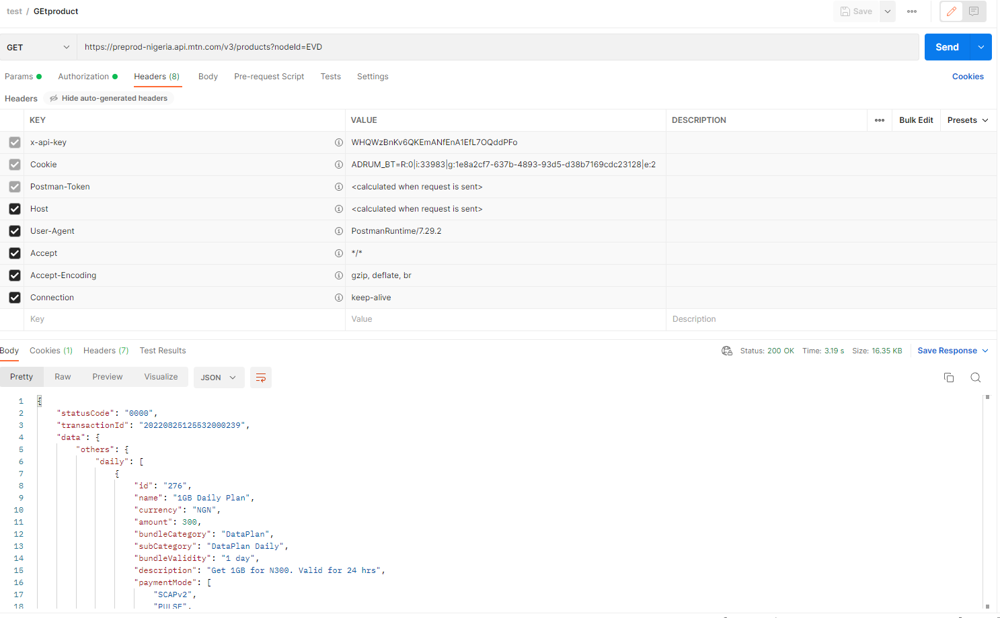 test / GEtproduct
Save
GET https://preprod-nigeria.api.mtn.com/v3/products?nodeId=EVD Send
Params Authorization Headers (8) Body Pre-request Script Tests Settings Cookies
Headers Hide auto-generated headers
KEY VALUE DESCRIPTION Bulk Edit Presets
x-api-key WHQWzBnKv6QKEmANfEnA1EfL7OQddPFo
Cookie ADRUM_BT=R:0|i:33983|g:1e8a2cf7-637b-4893-93d5-d38b7169cdc23128|e:2
Postman-Token <calculated when request is sent>
Host <calculated when request is sent>
User-Agent PostmanRuntime/7.29.2
Accept */*
Accept-Encoding gzip, deflate, br
Connection keep-alive
Key Value Description
Body Cookies (1) Headers (7) Test Results Status: 200 OK Time: 3.19 s Size: 16.35 KB Save Response
Pretty Raw Preview Visualize JSON
1 {
2 "statusCode": "0000",
3 "transactionId": "20220825125532000239",
4 "data": {
5 "others": {
6 "daily": [
7 {
8 "id": "276",
9 "name": "1GB Daily Plan",
10 "currency": "NGN",
11 "amount": 300,
12 "bundleCategory": "DataPlan",
13 "subCategory": "DataPlan Daily",
14 "bundleValidity": "1 day",
15 "description": "Get 1GB for N300. Valid for 24 hrs",
16 "paymentMode": [
17 "SCAPv2",
18 "PULSE",